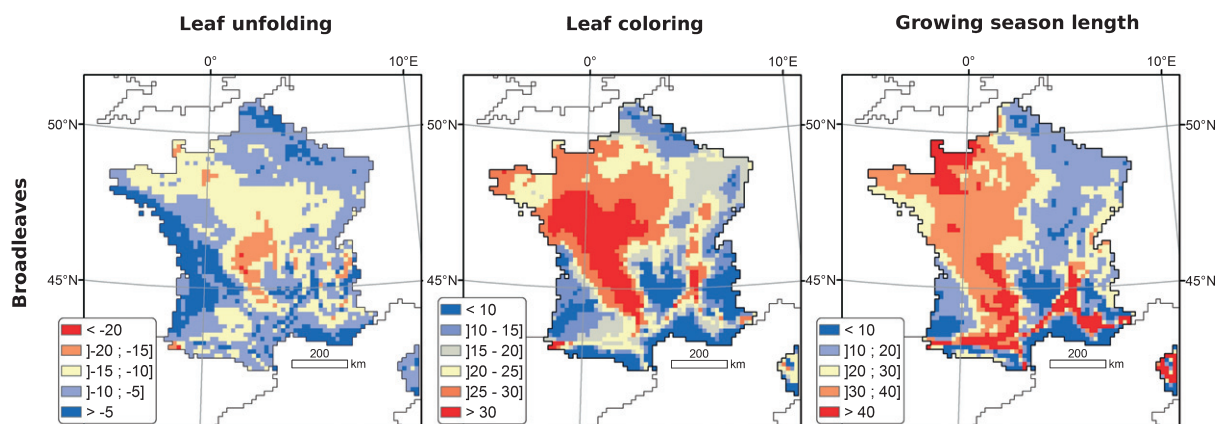 Leaf unfolding
Leaf coloring
Growing season length
0°
10°E
0°
10°E
0°
10°E
50°N
50°N
50°N
45°N
45°N
45°N
Broadleaves
< -20
]-20 ; -15]
]-15 ; -10]
]-10 ; -5]
> -5
200
km
< 10
]10 - 15]
]15 - 20]
]20 - 25]
]25 - 30]
> 30
200
km
< 10
]10 ; 20]
]20 ; 30]
]30 ; 40]
> 40
200
km